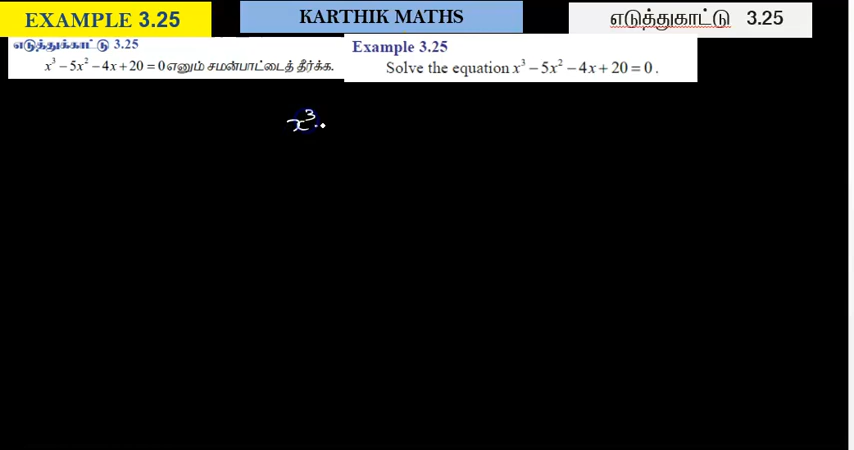 EXAMPLE 3.25
KARTHIK MATHS
எடுத்துகாட்டு 3.25
எடுத்துக்காட்டு 3.25
x³ − 5x² − 4x + 20 = 0 எனும் சமன்பாட்டைத் தீர்க்க.
Example 3.25
Solve the equation x³ − 5x² − 4x + 20 = 0 .
x³